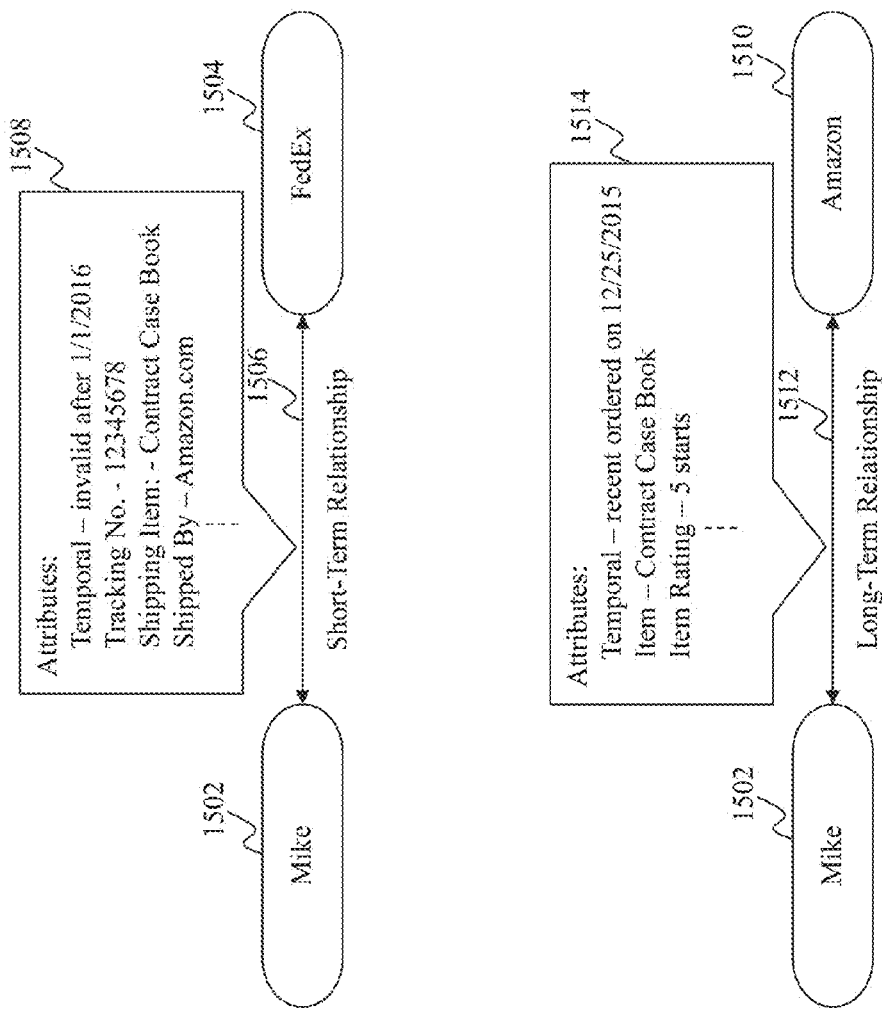 1508
Attributes:
Temporal – invalid after 1/1/2016
Tracking No. - 12345678
Shipping Item: - Contract Case Book
Shipped By – Amazon.com
1502
Mike
1506
Short-Term Relationship
1504
FedEx
1514
Attributes:
Temporal – recent ordered on 12/25/2015
Item – Contract Case Book
Item Rating – 5 starts
1502
Mike
1512
Long-Term Relationship
1510
Amazon